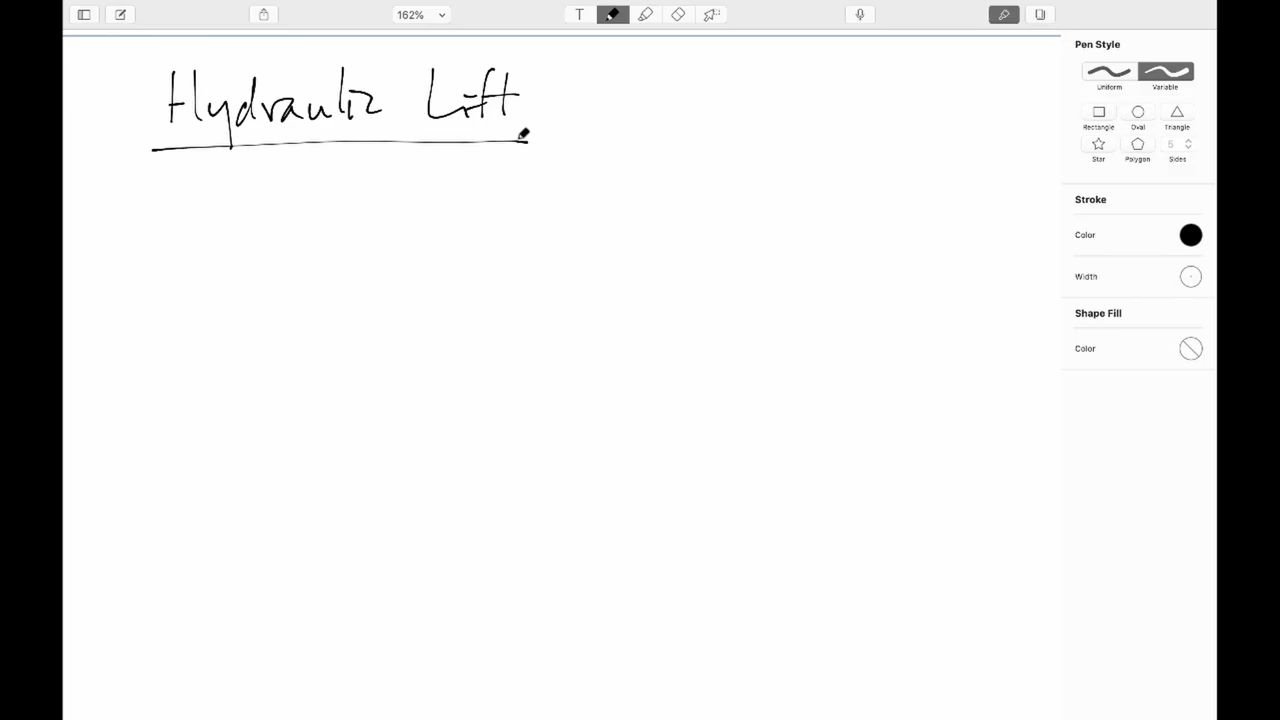 162%
T
Hydraulic Lift
Pen Style
Uniform Variable
Rectangle Oval Triangle
5
Star Polygon Sides
Stroke
Color
Width
Shape Fill
Color